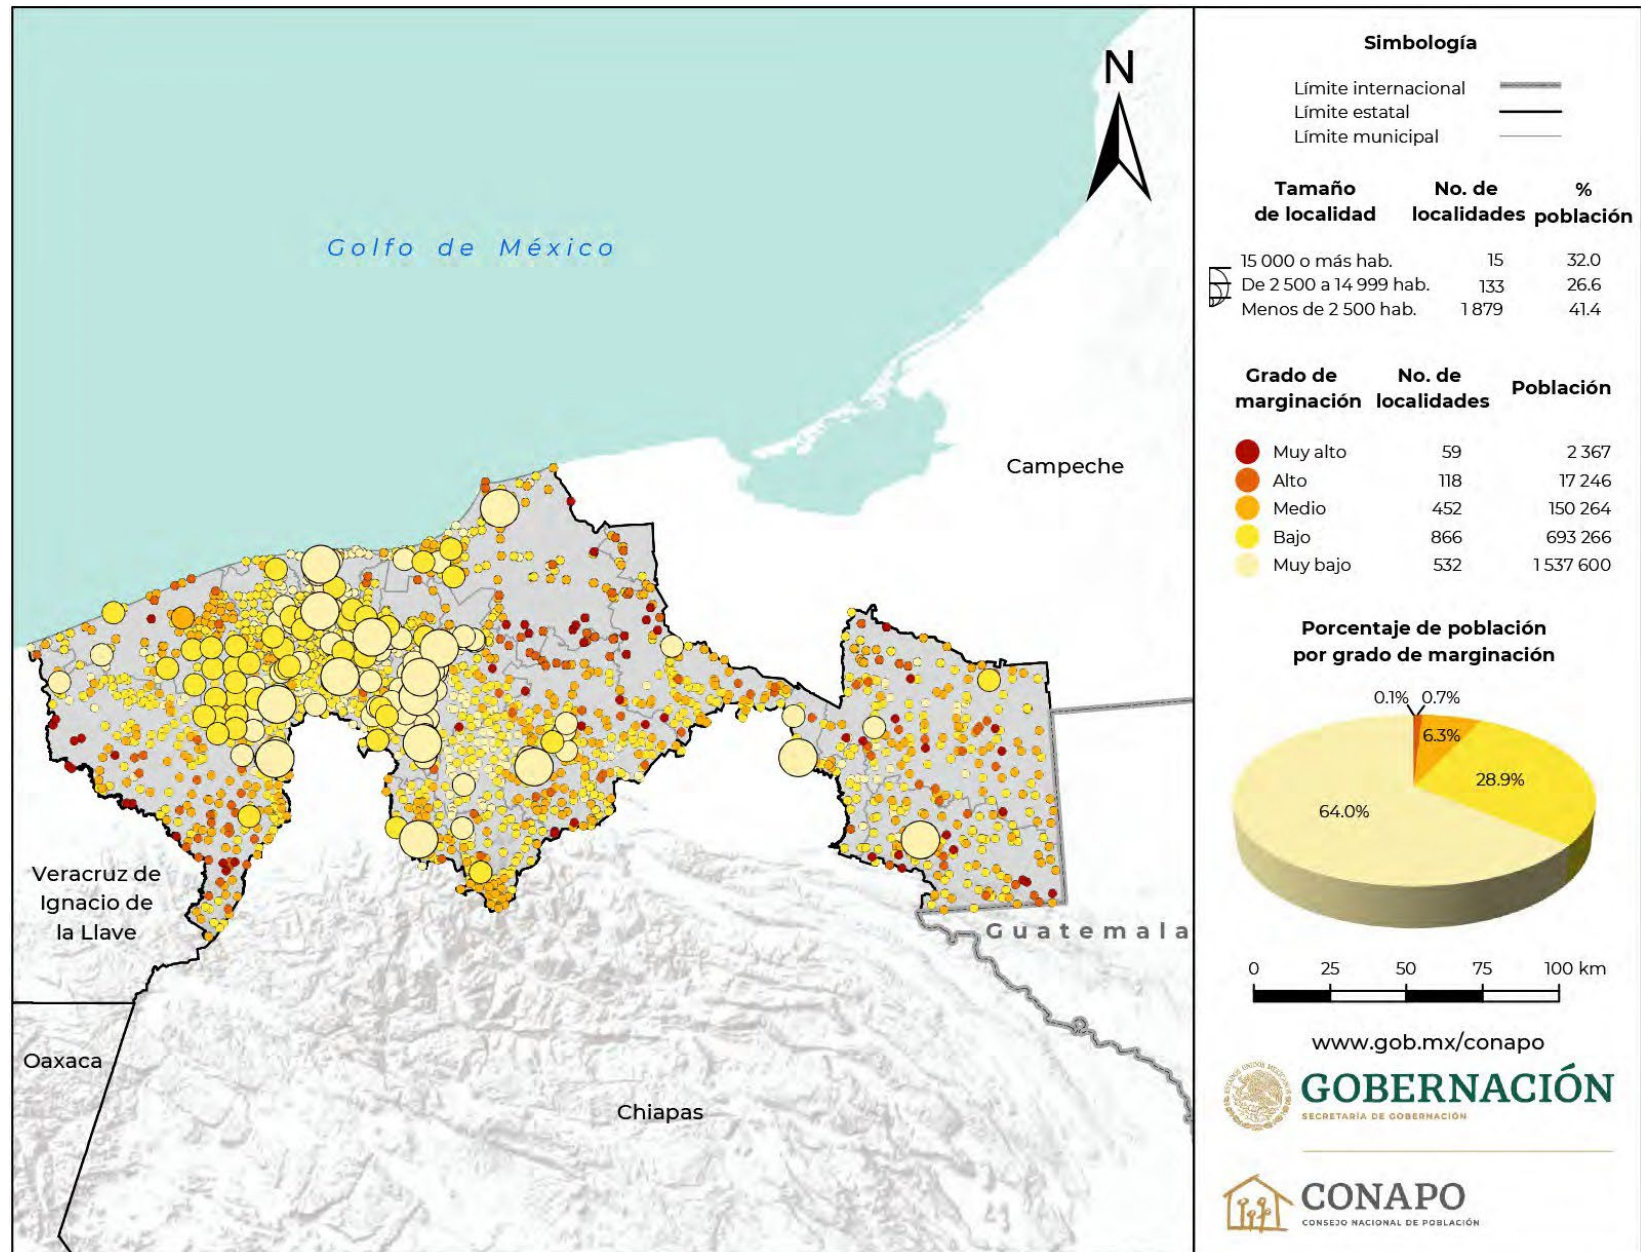 N
Golfo de México
Campeche
Veracruz de
Ignacio de
la Llave
Guatemala
Oaxaca
Chiapas
Simbología
Límite internacional
Límite estatal
Límite municipal
Tamaño de localidad No. de localidades % población
15 000 o más hab. 15 32.0
De 2 500 a 14 999 hab. 133 26.6
Menos de 2 500 hab. 1 879 41.4
Grado de marginación No. de localidades Población
Muy alto 59 2 367
Alto 118 17 246
Medio 452 150 264
Bajo 866 693 266
Muy bajo 532 1 537 600
Porcentaje de población
por grado de marginación
0.1% 0.7%
6.3%
28.9%
64.0%
0 25 50 75 100 km
www.gob.mx/conapo
GOBERNACIÓN
SECRETARÍA DE GOBERNACIÓN
CONAPO
CONSEJO NACIONAL DE POBLACIÓN